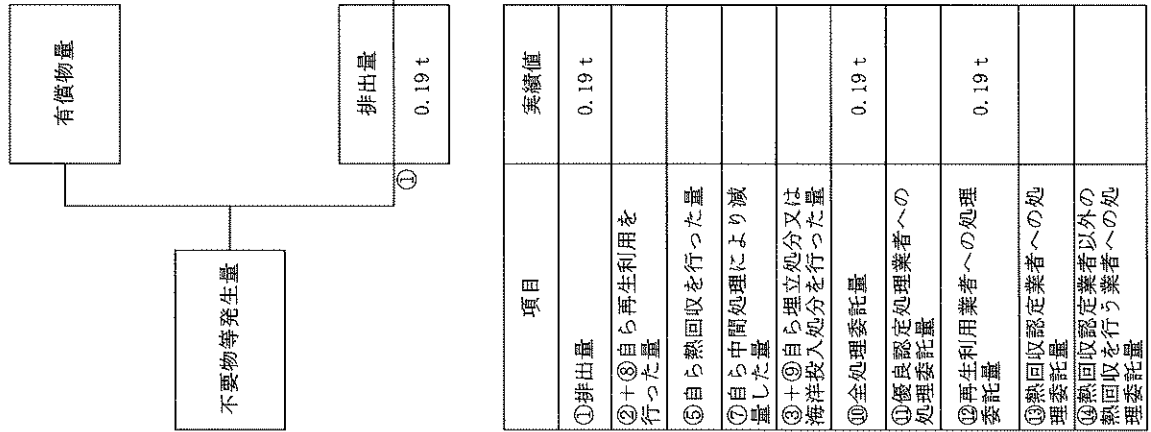 不要物等発生量
有償物量
①
排出量
0.19 t
項目
実績値
①排出量
0.19 t
②+⑧自ら再生利用を
行った量
⑤自ら熱回収を行った量
⑦自ら中間処理により減
量した量
③+⑨自ら埋立処分又は
海洋投入処分を行った量
⑩全処理委託量
0.19 t
⑪優良認定処理業者への
処理委託量
⑫再生利用業者への処理
委託量
0.19 t
⑬熱回収認定業者への処
理委託量
⑭熱回収認定業者以外の
熱回収を行う業者への処
理委託量